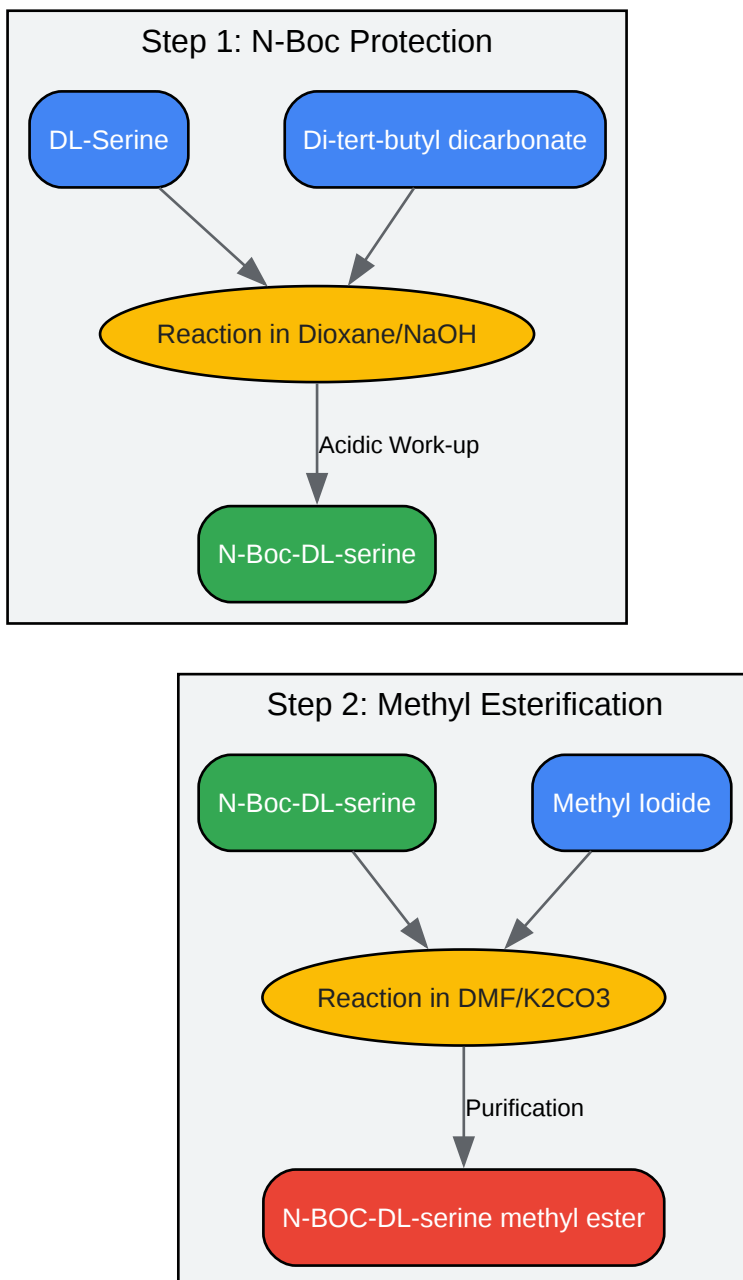 Step 1: N-Boc Protection
DL-Serine
Di-tert-butyl dicarbonate
Reaction in Dioxane/NaOH
Acidic Work-up
N-Boc-DL-serine
Step 2: Methyl Esterification
N-Boc-DL-serine
Methyl Iodide
Reaction in DMF/K2CO3
Purification
N-BOC-DL-serine methyl ester